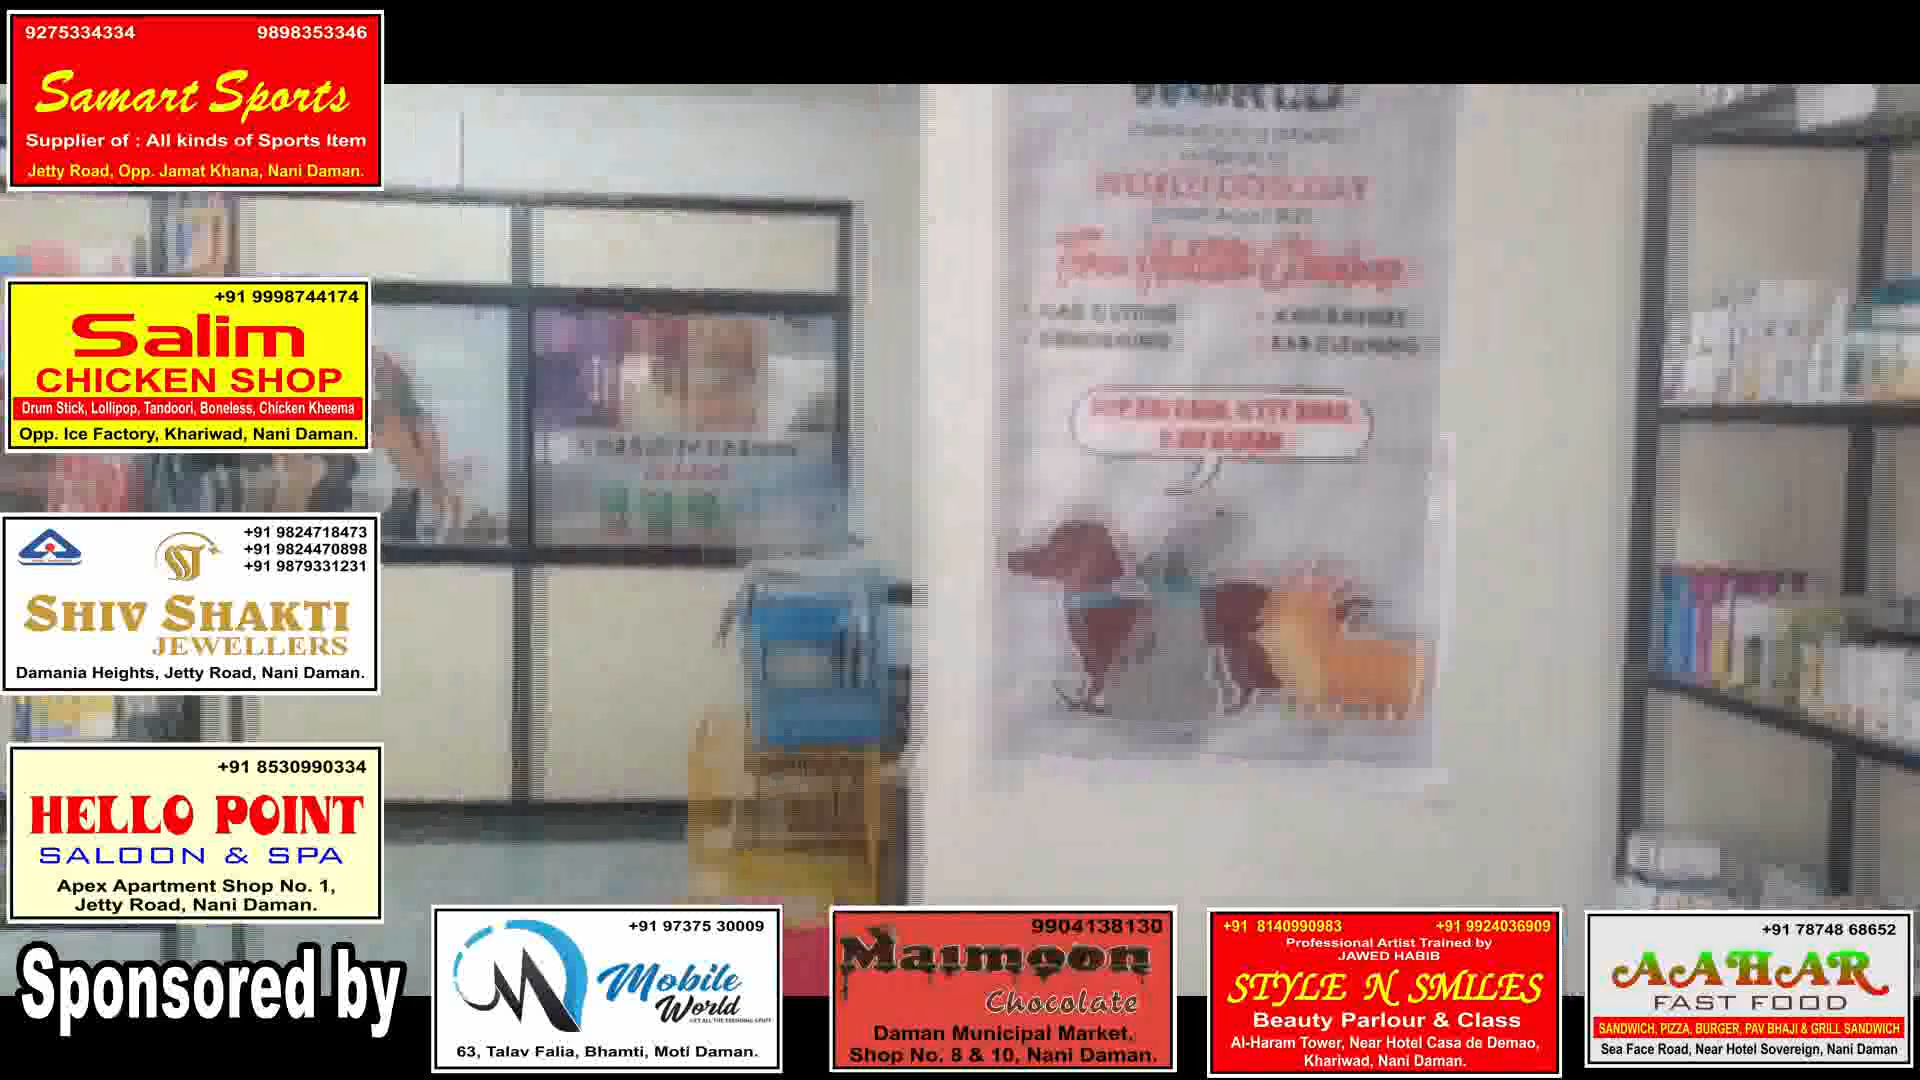 9275334334 9898353346
Samart Sports
Supplier of : All kinds of Sports Item
Jetty Road, Opp. Jamat Khana, Nani Daman.
+91 9998744174
Salim
CHICKEN SHOP
Drum Stick, Lollipop, Tandoori, Boneless, Chicken Kheema
Opp. Ice Factory, Khariwad, Nani Daman.
+91 9824718473
+91 9824470898
+91 9879331231
SHIV SHAKTI
JEWELLERS
Damania Heights, Jetty Road, Nani Daman.
+91 8530990334
HELLO POINT
SALOON & SPA
Apex Apartment Shop No. 1,
Jetty Road, Nani Daman.
Sponsored by
+91 97375 30009
Mobile
World
63, Talav Falia, Bhamti, Moti Daman.
9904138130
Maimoon
Chocolate
Daman Municipal Market,
Shop No. 8 & 10, Nani Daman.
+91 8140990983 +91 9924036909
Professional Artist Trained by
JAWED HABIB
STYLE N SMILES
Beauty Parlour & Class
Al-Haram Tower, Near Hotel Casa de Demao,
Khariwad, Nani Daman.
+91 78748 68652
AAHAR
FAST FOOD
SANDWICH, PIZZA, BURGER, PAV BHAJI & GRILL SANDWICH
Sea Face Road, Near Hotel Sovereign, Nani Daman
EAR CLEANING